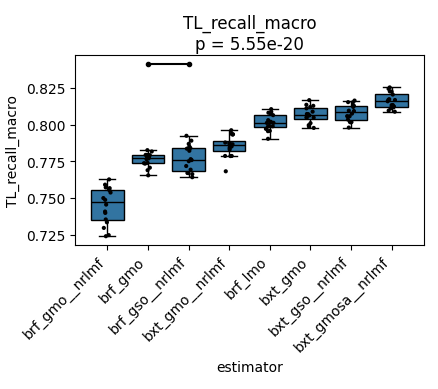 TL_recall_macro
p = 5.55e-20
TL_recall_macro
0.825
0.800
0.775
0.750
0.725
brf_gmo__nrlmf
brf_gmo
brf_gso__nrlmf
bxt_gmo__nrlmf
brf_lmo
bxt_gmo
bxt_gso__nrlmf
bxt_gmosa__nrlmf
estimator